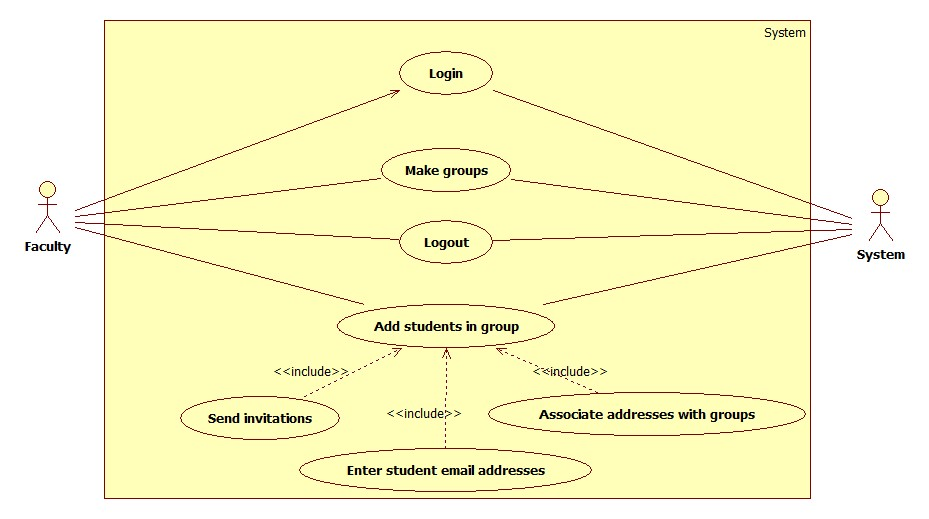 System
Login
Make groups
Faculty
Logout
System
Add students in group
<<include>>
<<include>>
<<include>>
Send invitations
Associate addresses with groups
Enter student email addresses